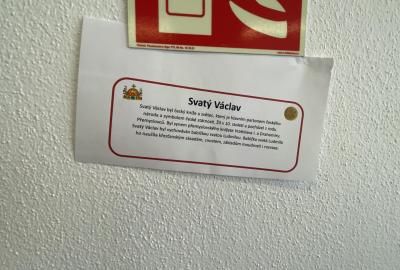 Svatý Václav
Svatý Václav byl český kníže a světec, který je hlavním patronem českého
národa a symbolem české státnosti. Žil v 10. století a pocházel z rodu
Přemyslovců. Byl synem přemyslovského knížete Vratislava I. a Drahomíry.
Svatý Václav byl vychováván babičkou svatou Ludmilou. Babička svatá Ludmila
ho naučila křesťanským zásadám, ctnostem, základům moudrosti i